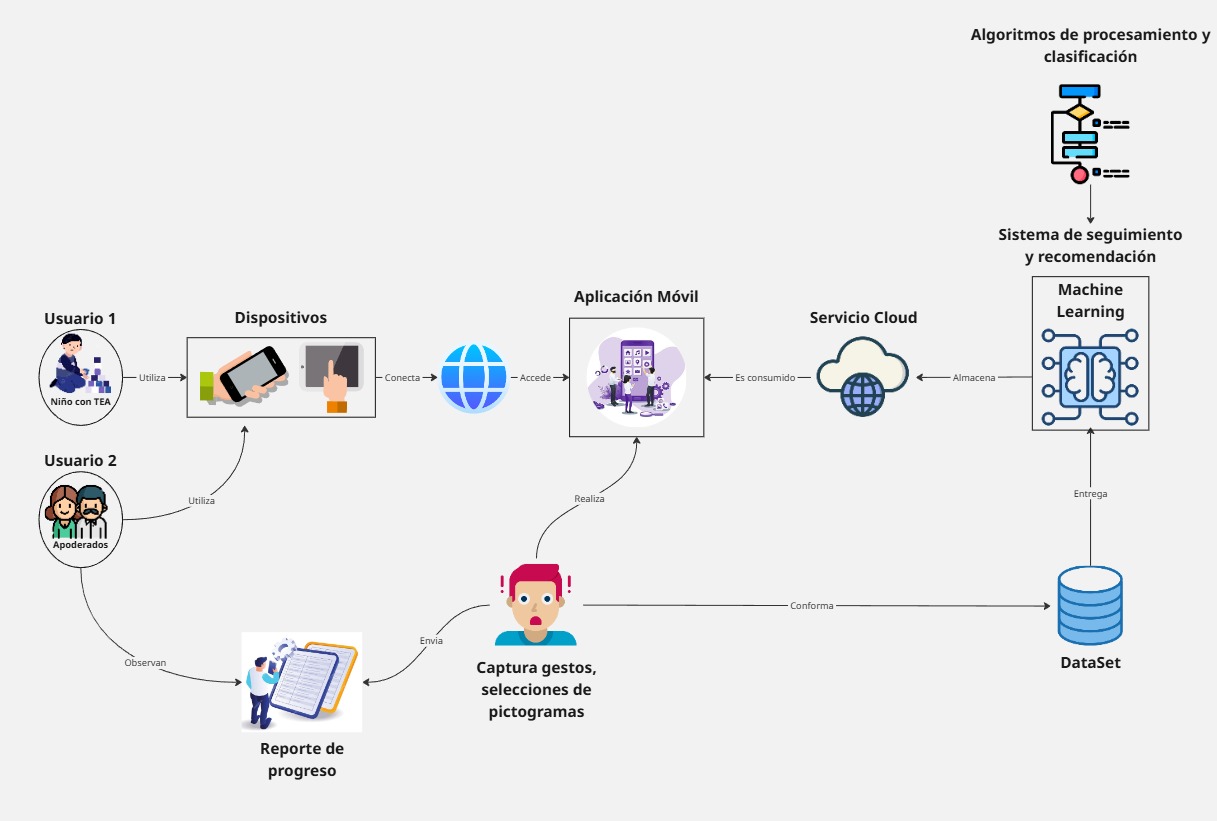 Algoritmos de procesamiento y
clasificación
Sistema de seguimiento
y recomendación
Machine
Learning
Aplicación Móvil
Servicio Cloud
Dispositivos
Usuario 1
Niño con TEA
Utiliza
Conecta
Accede
Es consumido
Almacena
Usuario 2
Apoderados
Utiliza
Realiza
Entrega
Conforma
Envia
Observan
DataSet
Captura gestos,
selecciones de
pictogramas
Reporte de
progreso